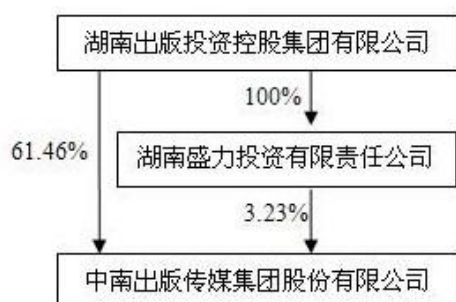 湖南出版投资控股集团有限公司
100%
61.46%
湖南盛力投资有限责任公司
3.23%
中南出版传媒集团股份有限公司